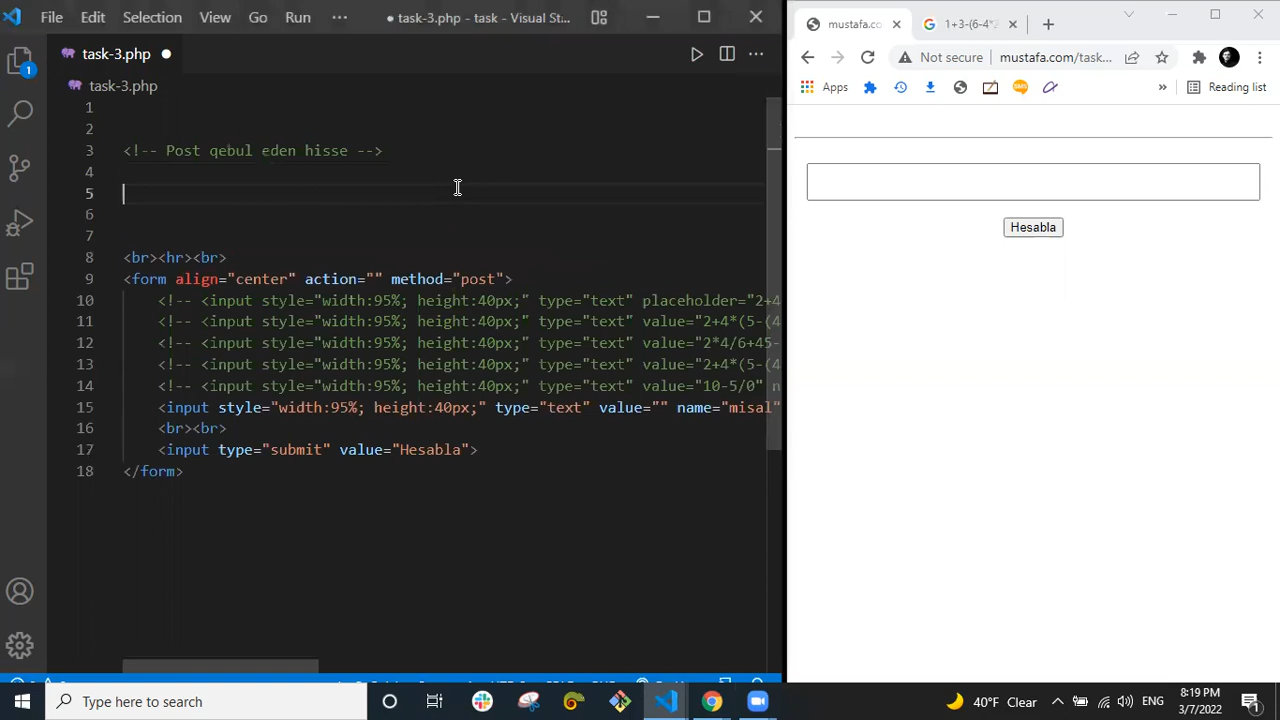 File Edit Selection View Go Run ··· ● task-3.php - task - Visual St...
task-3.php ●
task-3.php
1
2
3 <!-- Post qebul eden hisse -->
4
5
6
7
8 <br><hr><br>
9 <form align="center" action="" method="post">
10 <!-- <input style="width:95%; height:40px;" type="text" placeholder="2+4
11 <!-- <input style="width:95%; height:40px;" type="text" value="2+4*(5-(4
12 <!-- <input style="width:95%; height:40px;" type="text" value="2*4/6+45-
13 <!-- <input style="width:95%; height:40px;" type="text" value="2+4*(5-(4
14 <!-- <input style="width:95%; height:40px;" type="text" value="10-5/0" n
15 <input style="width:95%; height:40px;" type="text" value="" name="misal"
16 <br><br>
17 <input type="submit" value="Hesabla">
18 </form>
1
mustafa.co
1+3-(6-4*2
Not secure
mustafa.com/task...
Apps
SMS
»
Reading list
Hesabla
Type here to search
40°F Clear
ENG
8:19 PM
3/7/2022
1